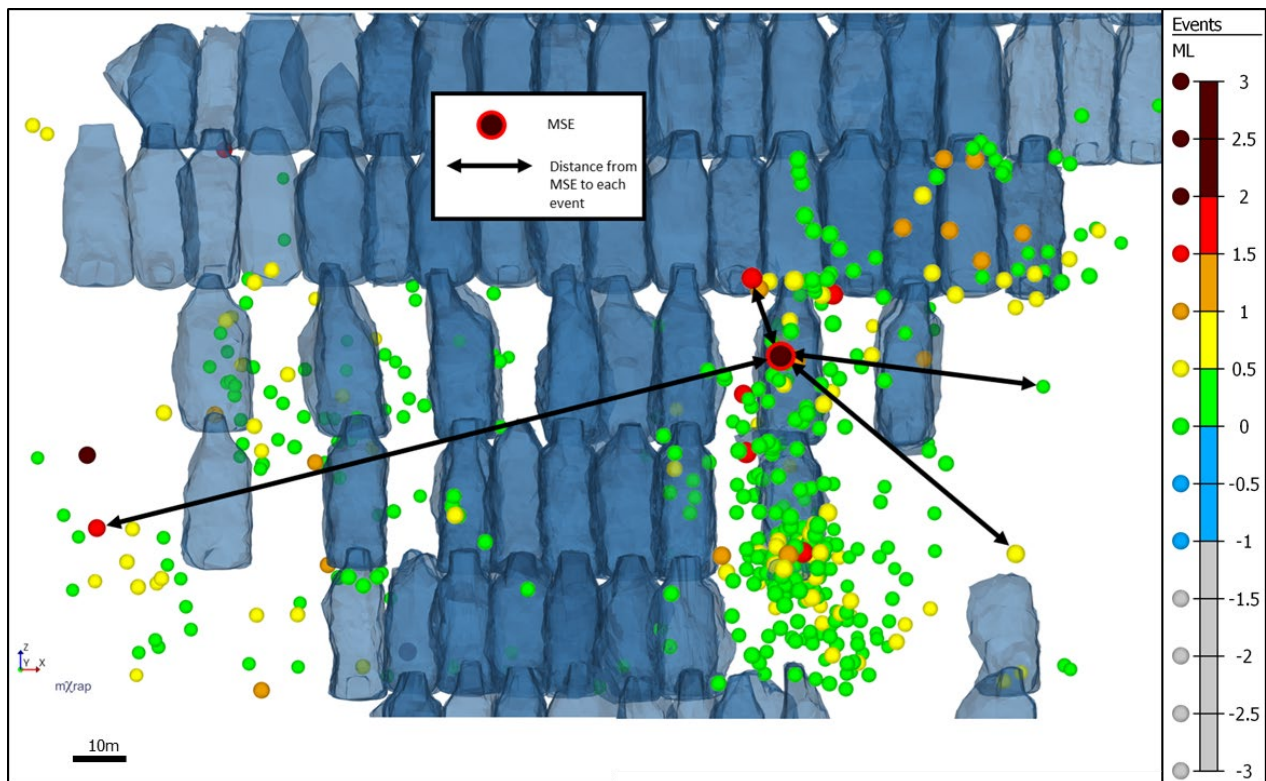 MSE
Distance from
MSE to each
event
Events
ML
3
2.5
2
1.5
1
0.5
0
-0.5
-1
-1.5
-2
-2.5
-3
Z
Y X
mχrap
10m